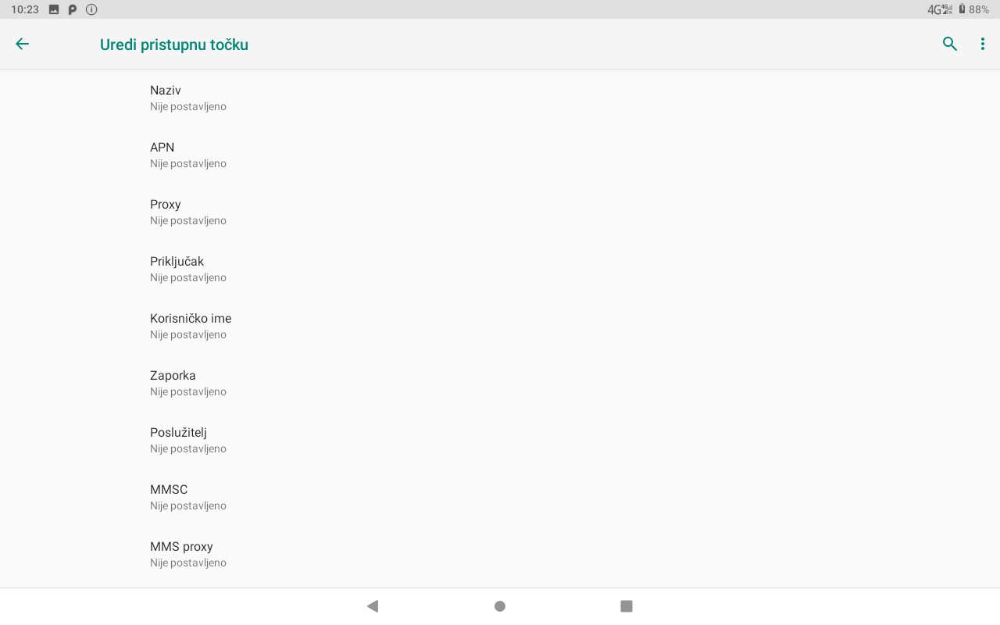 10:23
4G 88%
Uredi pristupnu točku
Naziv
Nije postavljeno
APN
Nije postavljeno
Proxy
Nije postavljeno
Priključak
Nije postavljeno
Korisničko ime
Nije postavljeno
Zaporka
Nije postavljeno
Poslužitelj
Nije postavljeno
MMSC
Nije postavljeno
MMS proxy
Nije postavljeno